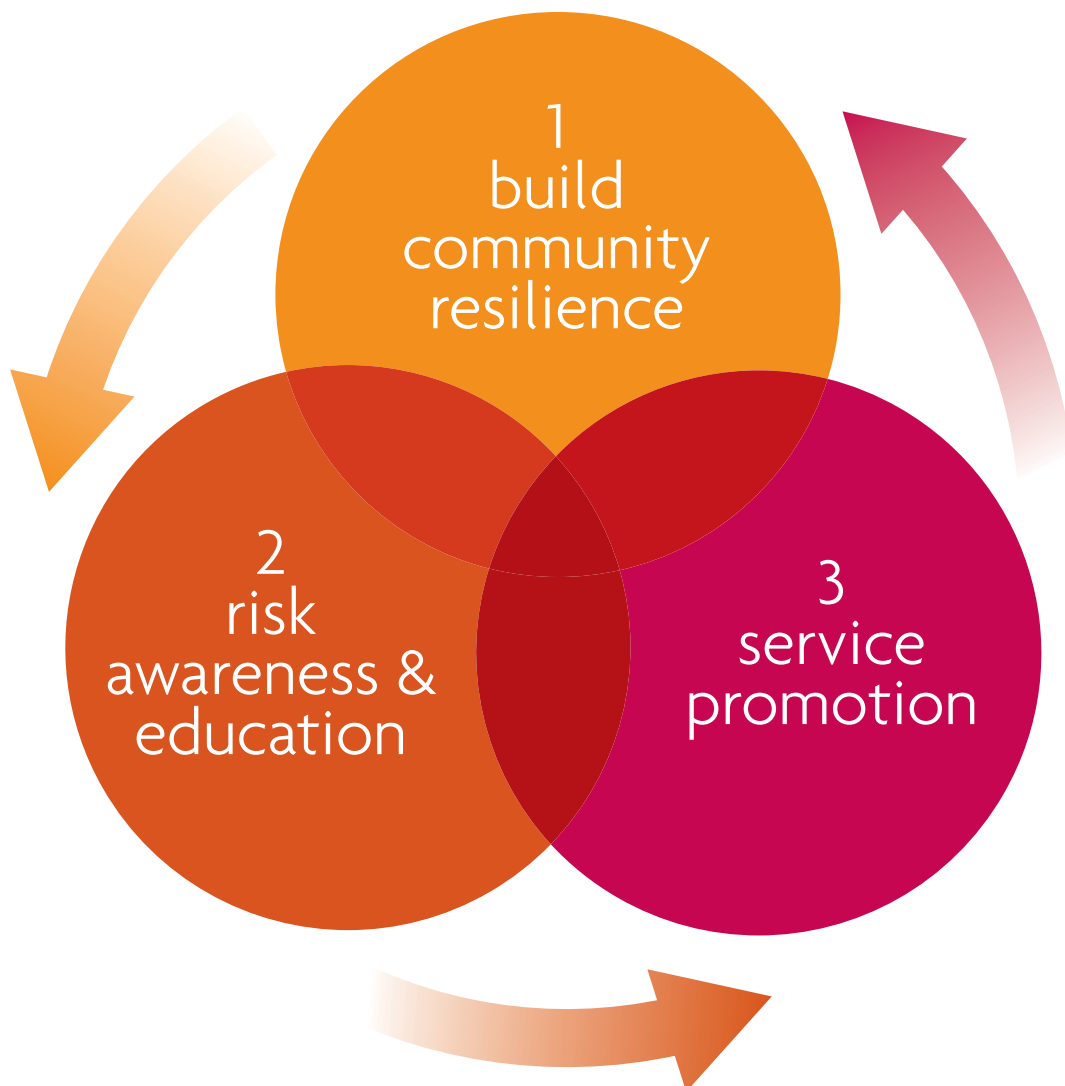 1
build
community
resilience
2
risk
awareness &
education
3
service
promotion